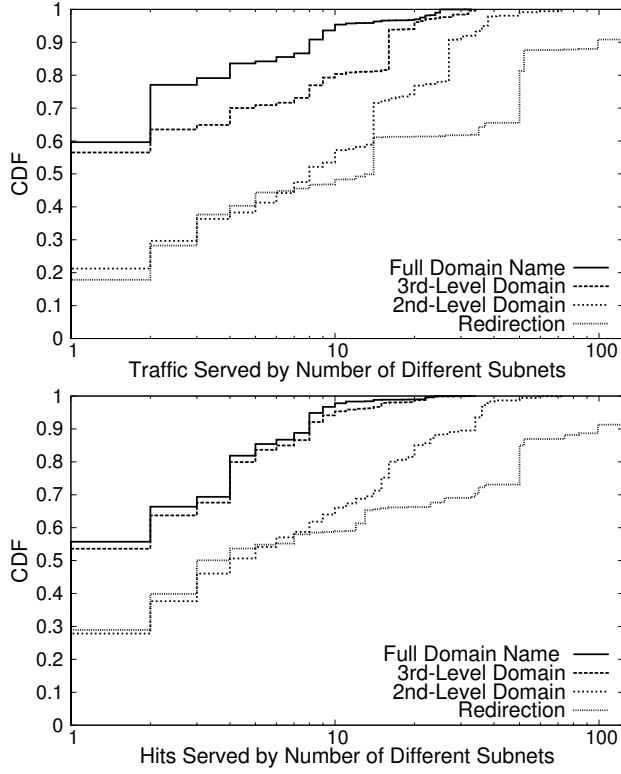 1
0.9
0.8
0.7
0.6
0.5
0.4
0.3
0.2
0.1
0
CDF
Full Domain Name
3rd-Level Domain
2nd-Level Domain
Redirection
1 10 100
Traffic Served by Number of Different Subnets
1
0.9
0.8
0.7
0.6
0.5
0.4
0.3
0.2
0.1
0
CDF
Full Domain Name
3rd-Level Domain
2nd-Level Domain
Redirection
1 10 100
Hits Served by Number of Different Subnets